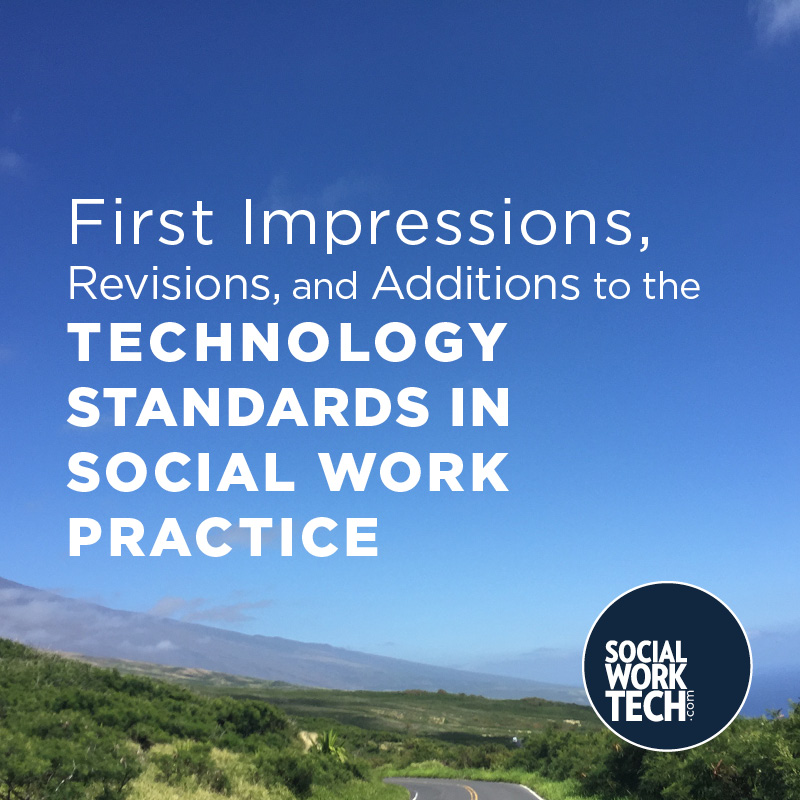 First Impressions,
Revisions, and Additions to the
TECHNOLOGY
STANDARDS IN
SOCIAL WORK
PRACTICE
SOCIAL
WORK
TECH.com